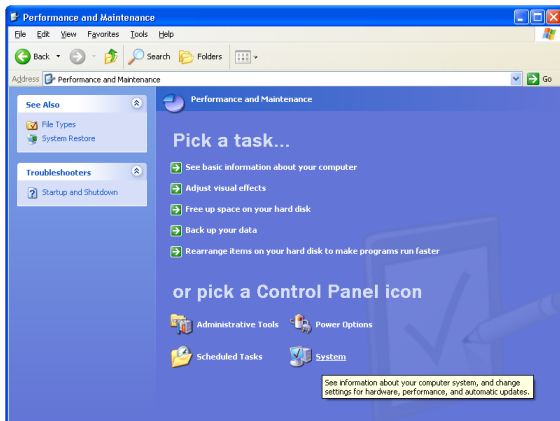 Performance and Maintenance
File Edit View Favorites Tools Help
Back Search Folders
Address Performance and Maintenance Go
See Also
File Types
System Restore
Troubleshooters
Startup and Shutdown
Performance and Maintenance
Pick a task...
See basic information about your computer
Adjust visual effects
Free up space on your hard disk
Back up your data
Rearrange items on your hard disk to make programs run faster
or pick a Control Panel icon
Administrative Tools Power Options
Scheduled Tasks System
See information about your computer system, and change
settings for hardware, performance, and automatic updates.